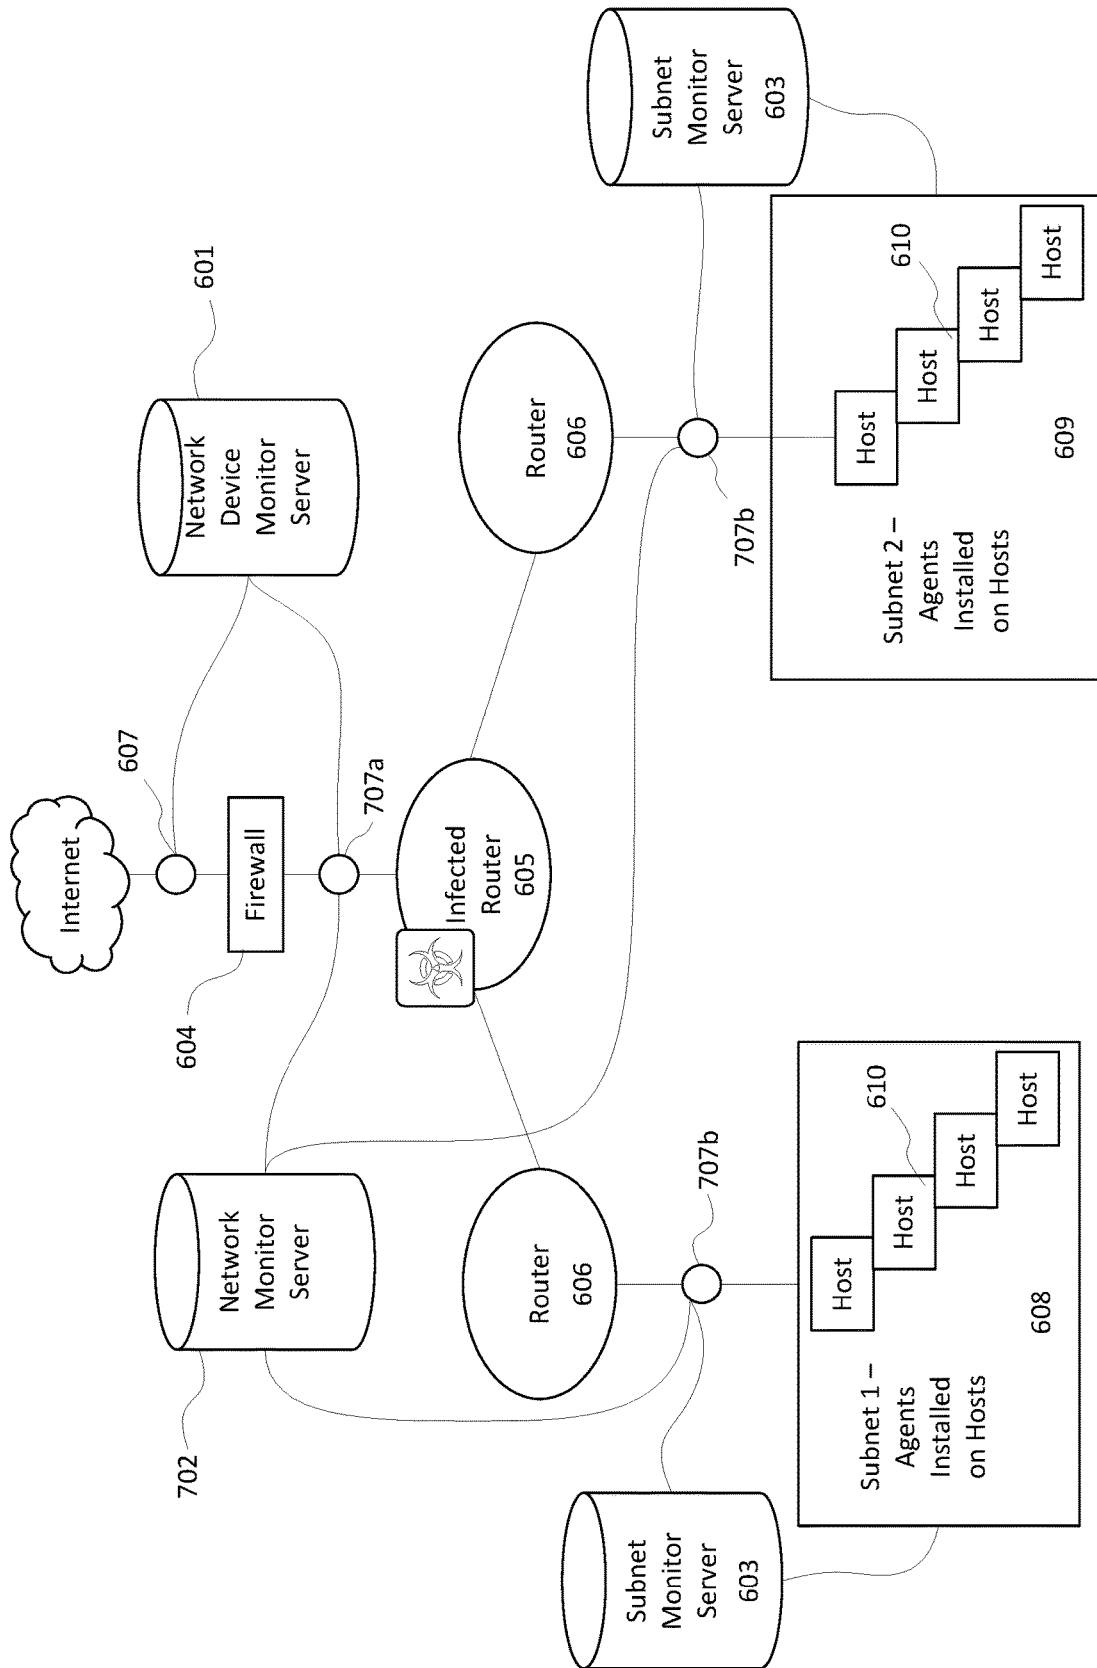 Internet
607
604
Firewall
707a
Infected
Router
605
702
Network
Monitor
Server
601
Network
Device
Monitor
Server
Router
606
Router
606
707b
707b
Subnet
Monitor
Server
603
Subnet
Monitor
Server
603
Subnet 1 –
Agents
Installed
on Hosts
Host
Host
Host
Host
610
608
Subnet 2 –
Agents
Installed
on Hosts
Host
Host
Host
Host
610
609